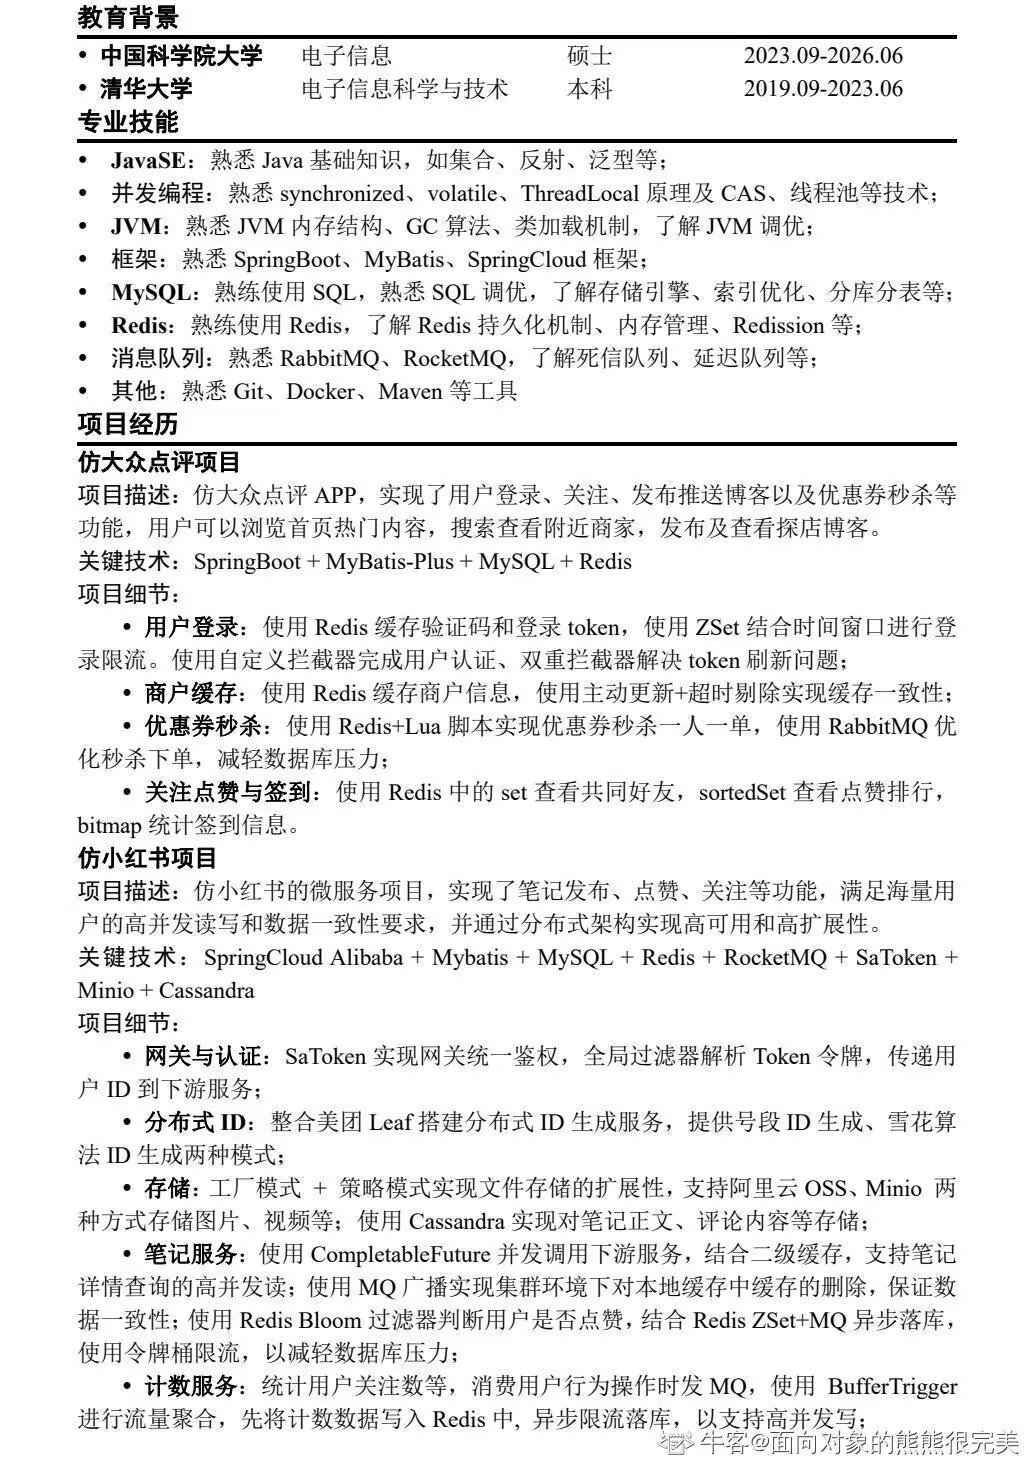 教育背景
• 中国科学院大学 电子信息 硕士 2023.09-2026.06
• 清华大学 电子信息科学与技术 本科 2019.09-2023.06
专业技能
• JavaSE：熟悉 Java 基础知识，如集合、反射、泛型等；
• 并发编程：熟悉 synchronized、volatile、ThreadLocal 原理及 CAS、线程池等技术；
• JVM：熟悉 JVM 内存结构、GC 算法、类加载机制，了解 JVM 调优；
• 框架：熟悉 SpringBoot、MyBatis、SpringCloud 框架；
• MySQL：熟练使用 SQL，熟悉 SQL 调优，了解存储引擎、索引优化、分库分表等；
• Redis：熟练使用 Redis，了解 Redis 持久化机制、内存管理、Redission 等；
• 消息队列：熟悉 RabbitMQ、RocketMQ，了解死信队列、延迟队列等；
• 其他：熟悉 Git、Docker、Maven 等工具
项目经历
仿大众点评项目
项目描述：仿大众点评 APP，实现了用户登录、关注、发布推送博客以及优惠券秒杀等
功能，用户可以浏览首页热门内容，搜索查看附近商家，发布及查看探店博客。
关键技术：SpringBoot + MyBatis-Plus + MySQL + Redis
项目细节：
• 用户登录：使用 Redis 缓存验证码和登录 token，使用 ZSet 结合时间窗口进行登
录限流。使用自定义拦截器完成用户认证、双重拦截器解决 token 刷新问题；
• 商户缓存：使用 Redis 缓存商户信息，使用主动更新+超时剔除实现缓存一致性；
• 优惠券秒杀：使用 Redis+Lua 脚本实现优惠券秒杀一人一单，使用 RabbitMQ 优
化秒杀下单，减轻数据库压力；
• 关注点赞与签到：使用 Redis 中的 set 查看共同好友，sortedSet 查看点赞排行，
bitmap 统计签到信息。
仿小红书项目
项目描述：仿小红书的微服务项目，实现了笔记发布、点赞、关注等功能，满足海量用
户的高并发读写和数据一致性要求，并通过分布式架构实现高可用和高扩展性。
关键技术：SpringCloud Alibaba + Mybatis + MySQL + Redis + RocketMQ + SaToken +
Minio + Cassandra
项目细节：
• 网关与认证：SaToken 实现网关统一鉴权，全局过滤器解析 Token 令牌，传递用
户 ID 到下游服务；
• 分布式 ID：整合美团 Leaf 搭建分布式 ID 生成服务，提供号段 ID 生成、雪花算
法 ID 生成两种模式；
• 存储：工厂模式 + 策略模式实现文件存储的扩展性，支持阿里云 OSS、Minio 两
种方式存储图片、视频等；使用 Cassandra 实现对笔记正文、评论内容等存储；
• 笔记服务：使用 CompletableFuture 并发调用下游服务，结合二级缓存，支持笔记
详情查询的高并发读；使用 MQ 广播实现集群环境下对本地缓存中缓存的删除，保证数
据一致性；使用 Redis Bloom 过滤器判断用户是否点赞，结合 Redis ZSet+MQ 异步落库，
使用令牌桶限流，以减轻数据库压力；
• 计数服务：统计用户关注数等，消费用户行为操作时发 MQ，使用 BufferTrigger
进行流量聚合，先将计数数据写入 Redis 中, 异步限流落库，以支持高并发写；
牛客@面向对象的熊熊很完美